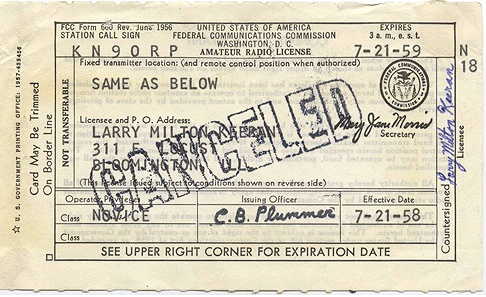 FCC Form 660 Rev. June 1956
UNITED STATES OF AMERICA
EXPIRES
STATION CALL SIGN
FEDERAL COMMUNICATIONS COMMISSION
3 a.m., e.s.t.
WASHINGTON, D. C.
KN9ORP
AMATEUR RADIO LICENSE
7-21-59
N
18
Fixed transmitter location: (and remote control position when authorized)
SAME AS BELOW
CANCELED
Licensee and P. O. Address:
LARRY MILTON KEERAN
311 E. LOCUST
BLOOMINGTON
(This license issued subject to conditions shown on reverse side)
Mary Jane Morris
Secretary
FEDERAL COMMUNICATIONS COMMISSION
Operator Privileges
Issuing Officer
Effective Date
Class
NOVICE
C. B. Plummer
7-21-58
SEE UPPER RIGHT CORNER FOR EXPIRATION DATE
NOT TRANSFERABLE
Card May Be Trimmed
On Border Line
☆ U. S. GOVERNMENT PRINTING OFFICE: 1957
Countersigned
Larry Milton Keeran
Licensee